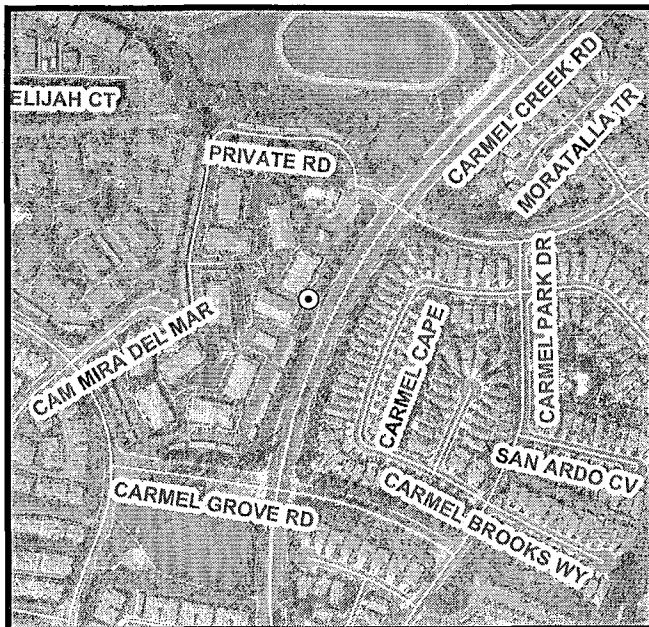 ELIJAH CT
PRIVATE RD
CARMEL CREEK RD
MORATALLA TR
CAM MIRA DEL MAR
CARMEL CAPE
CARMEL PARK DR
SAN ARDO CV
CARMEL GROVE RD
CARMEL BROOKS WY